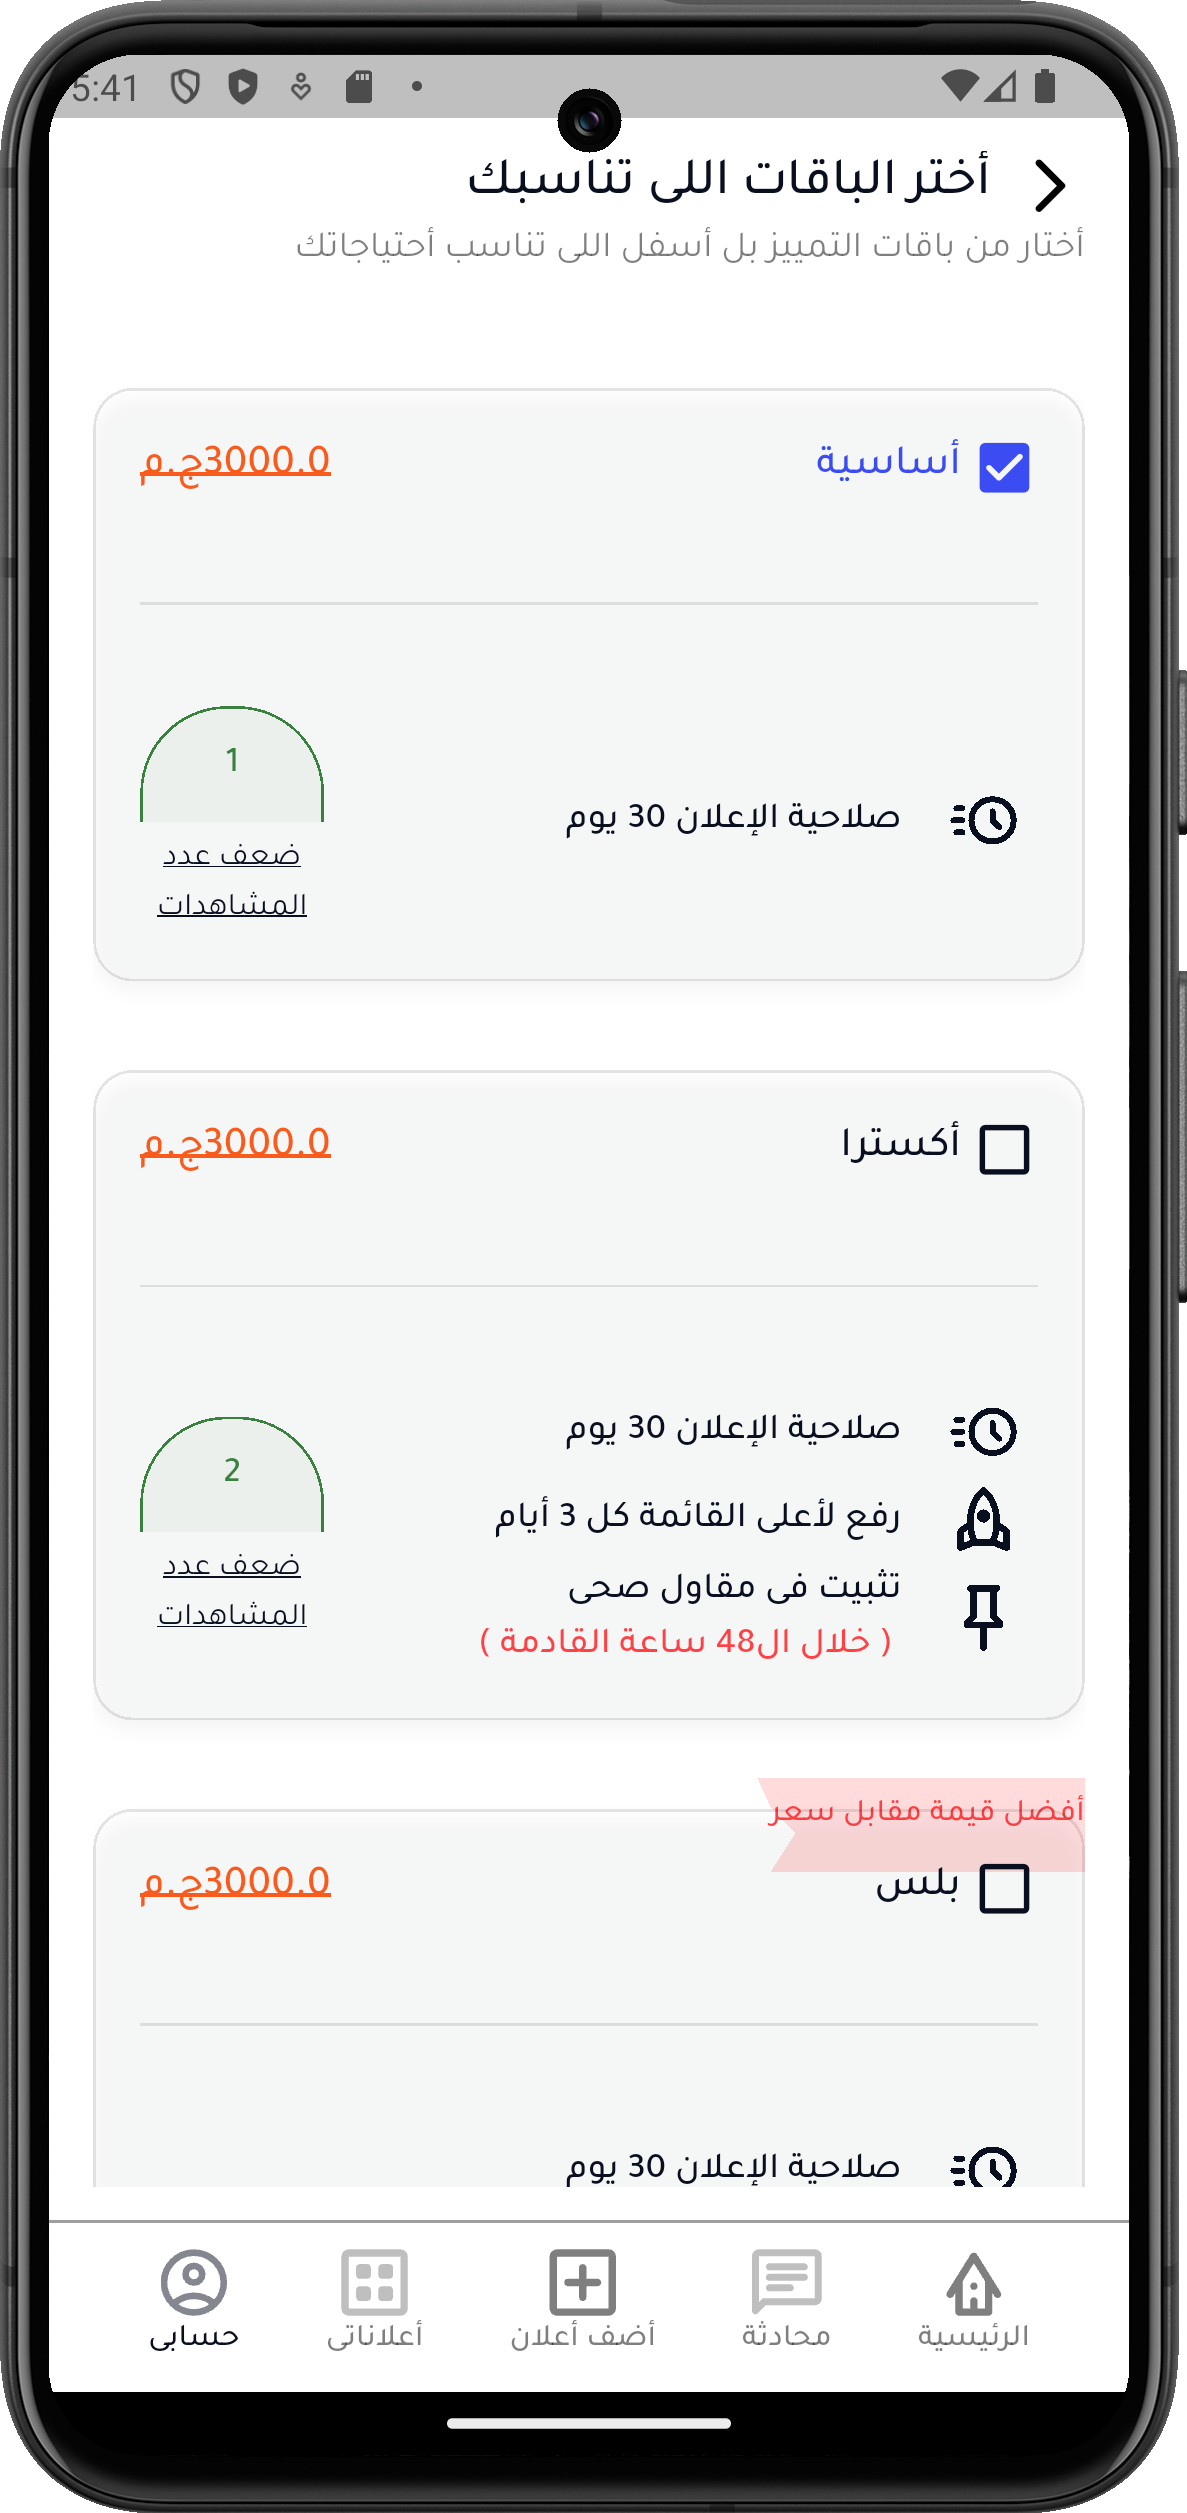 5:41
أختر الباقات اللى تناسبك
أختار من باقات التمييز بل أسفل اللى تناسب أحتياجاتك
أساسية
3000.0ج.م
صلاحية الإعلان 30 يوم
1
ضعف عدد
المشاهدات
أكسترا
3000.0ج.م
صلاحية الإعلان 30 يوم
رفع لأعلى القائمة كل 3 أيام
تثبيت فى مقاول صحى
( خلال ال48 ساعة القادمة )
2
ضعف عدد
المشاهدات
أفضل قيمة مقابل سعر
بلس
3000.0ج.م
صلاحية الإعلان 30 يوم
الرئيسية
محادثة
أضف أعلان
أعلاناتى
حسابى